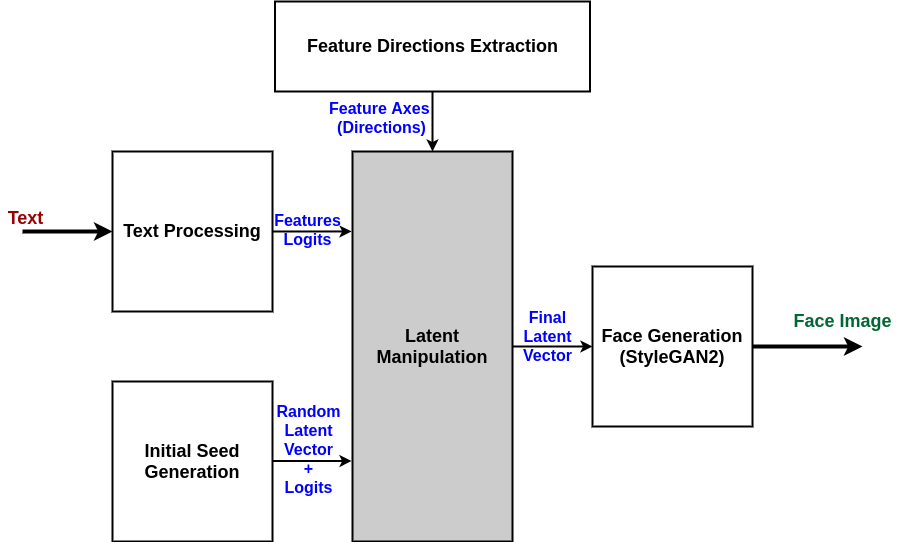 Feature Directions Extraction
Feature Axes
(Directions)
Text
Text Processing
Features
Logits
Latent
Manipulation
Final
Latent
Vector
Face Generation
(StyleGAN2)
Face Image
Initial Seed
Generation
Random
Latent
Vector
+
Logits